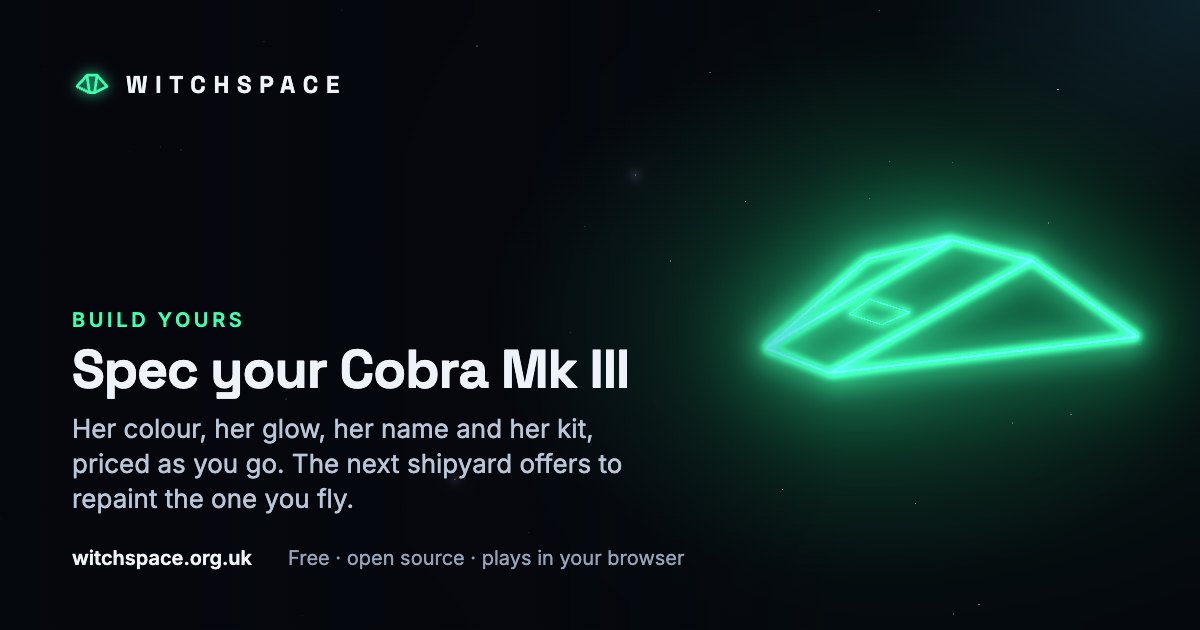 WITCHSPACE
BUILD YOURS
Spec your Cobra Mk III
Her colour, her glow, her name and her kit,
priced as you go. The next shipyard offers to
repaint the one you fly.
witchspace.org.uk Free · open source · plays in your browser